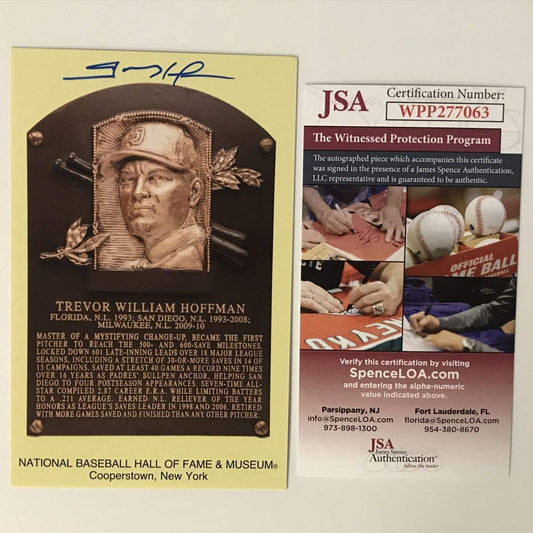 TREVOR WILLIAM HOFFMAN
FLORIDA, N.L. 1993; SAN DIEGO, N.L. 1993-2008;
MILWAUKEE, N.L. 2009-10
MASTER OF A MYSTIFYING CHANGE-UP, BECAME THE FIRST
PITCHER TO REACH THE 500- AND 600-SAVE MILESTONES.
LOCKED DOWN 601 LATE-INNING LEADS OVER 18 MAJOR LEAGUE
SEASONS, INCLUDING A STRETCH OF 30-OR-MORE SAVES IN 14 OF
15 CAMPAIGNS. SAVED AT LEAST 40 GAMES A RECORD NINE TIMES
OVER 16 YEARS AS PADRES' BULLPEN ANCHOR, HELPING SAN
DIEGO TO FOUR POSTSEASON APPEARANCES. SEVEN-TIME ALL-
STAR COMPILED 2.87 CAREER E.R.A. WHILE LIMITING BATTERS
TO A .211 AVERAGE. EARNED N.L. RELIEVER OF THE YEAR
HONORS AS LEAGUE'S SAVES LEADER IN 1998 AND 2006. RETIRED
WITH MORE GAMES SAVED AND FINISHED THAN ANY OTHER PITCHER.
NATIONAL BASEBALL HALL OF FAME & MUSEUM®
Cooperstown, New York
JSA
Certification Number:
WPP277063
The Witnessed Protection Program
The autographed piece which accompanies this certificate
was signed in the presence of a James Spence Authentication,
LLC representative and is guaranteed to be authentic.
OFFICIAL
ME BALL
EYKO
Verify this certification by visiting
SpenceLOA.com
and entering the alpha-numeric
value indicated above.
Parsippany, NJ
info@SpenceLOA.com
973-898-1300
Fort Lauderdale, FL
florida@SpenceLOA.com
954-380-8670
JSA
James Spence
Authentication
follow the leader